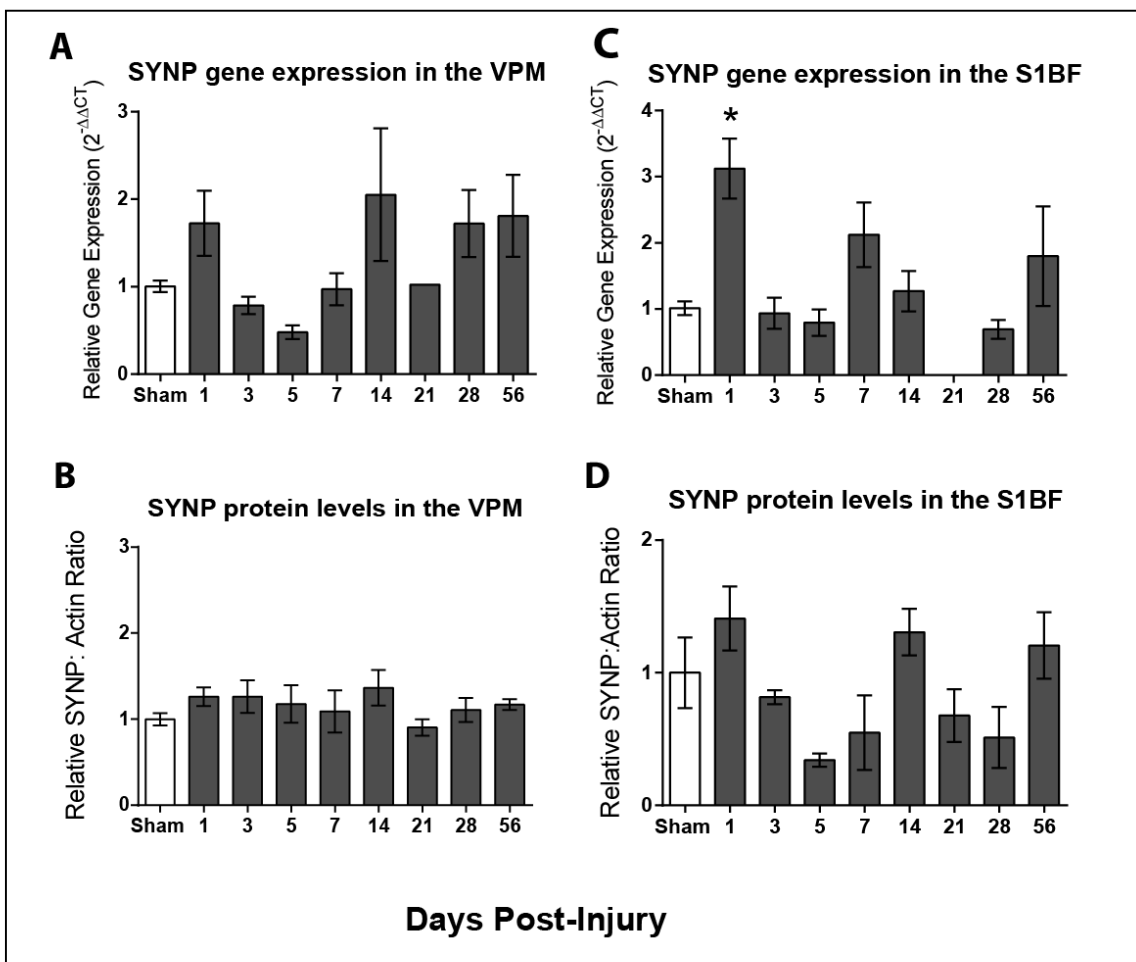 A
SYNP gene expression in the VPM
Relative Gene Expression (2^-ΔΔCT)
3
2
1
0
Sham 1 3 5 7 14 21 28 56
C
SYNP gene expression in the S1BF
Relative Gene Expression (2^-ΔΔCT)
4
3
2
1
0
*
Sham 1 3 5 7 14 21 28 56
B
SYNP protein levels in the VPM
Relative SYNP: Actin Ratio
3
2
1
0
Sham 1 3 5 7 14 21 28 56
D
SYNP protein levels in the S1BF
Relative SYNP:Actin Ratio
2
1
0
Sham 1 3 5 7 14 21 28 56
Days Post-Injury